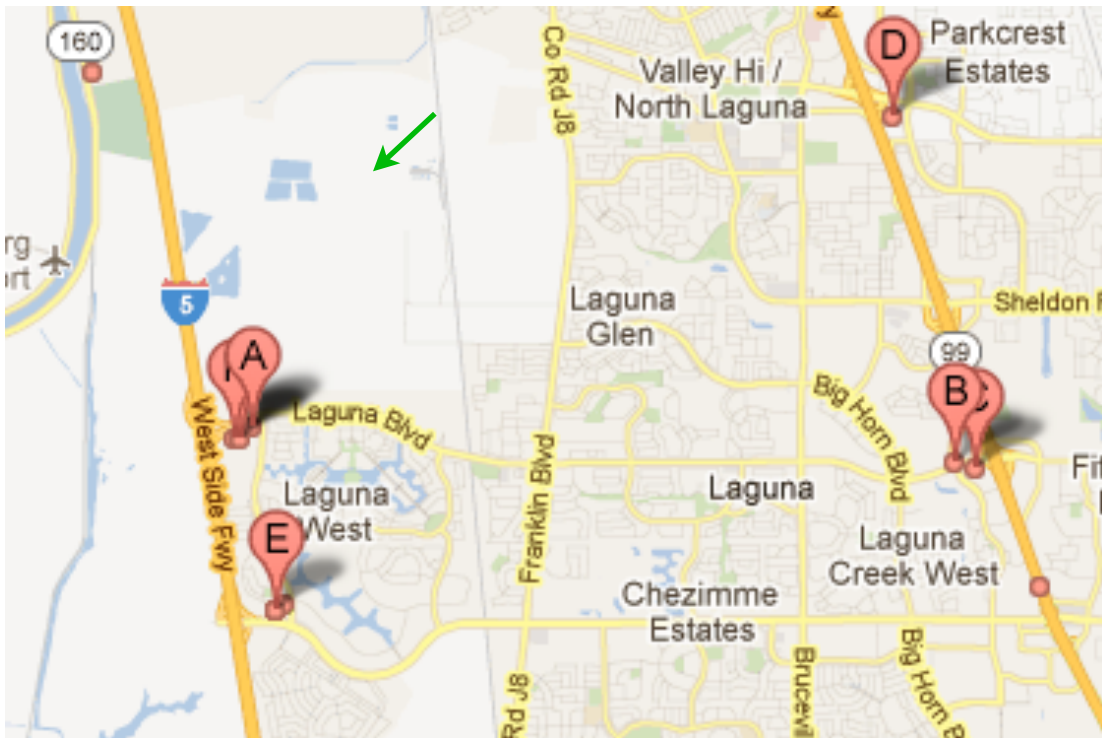 160
Co Rd J8
Valley Hi /
North Laguna
D
Parkcrest
Estates
5
Laguna
Glen
Sheldon
99
A
B
C
Big Horn Blvd
Laguna Blvd
West Side Fwy
Franklin Blvd
Laguna
West
Laguna
E
Laguna
Creek West
Chezimme
Estates
Rd J8
Brucevil
Big Horn B